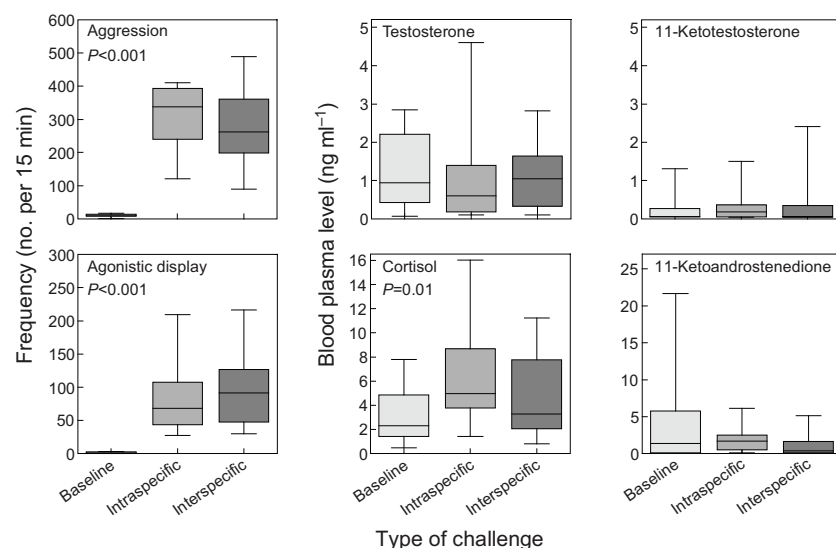 Frequency (no. per 15 min)
Aggression
P<0.001
600
500
400
300
200
100
0
Agonistic display
P<0.001
300
250
200
150
100
50
0
Baseline
Intraspecific
Interspecific
Blood plasma level (ng ml⁻¹)
Testosterone
5
4
3
2
1
0
Cortisol
P=0.01
16
14
12
10
8
6
4
2
0
Baseline
Intraspecific
Interspecific
11-Ketotestosterone
5
4
3
2
1
0
11-Ketoandrostenedione
25
20
15
10
5
0
Baseline
Intraspecific
Interspecific
Type of challenge